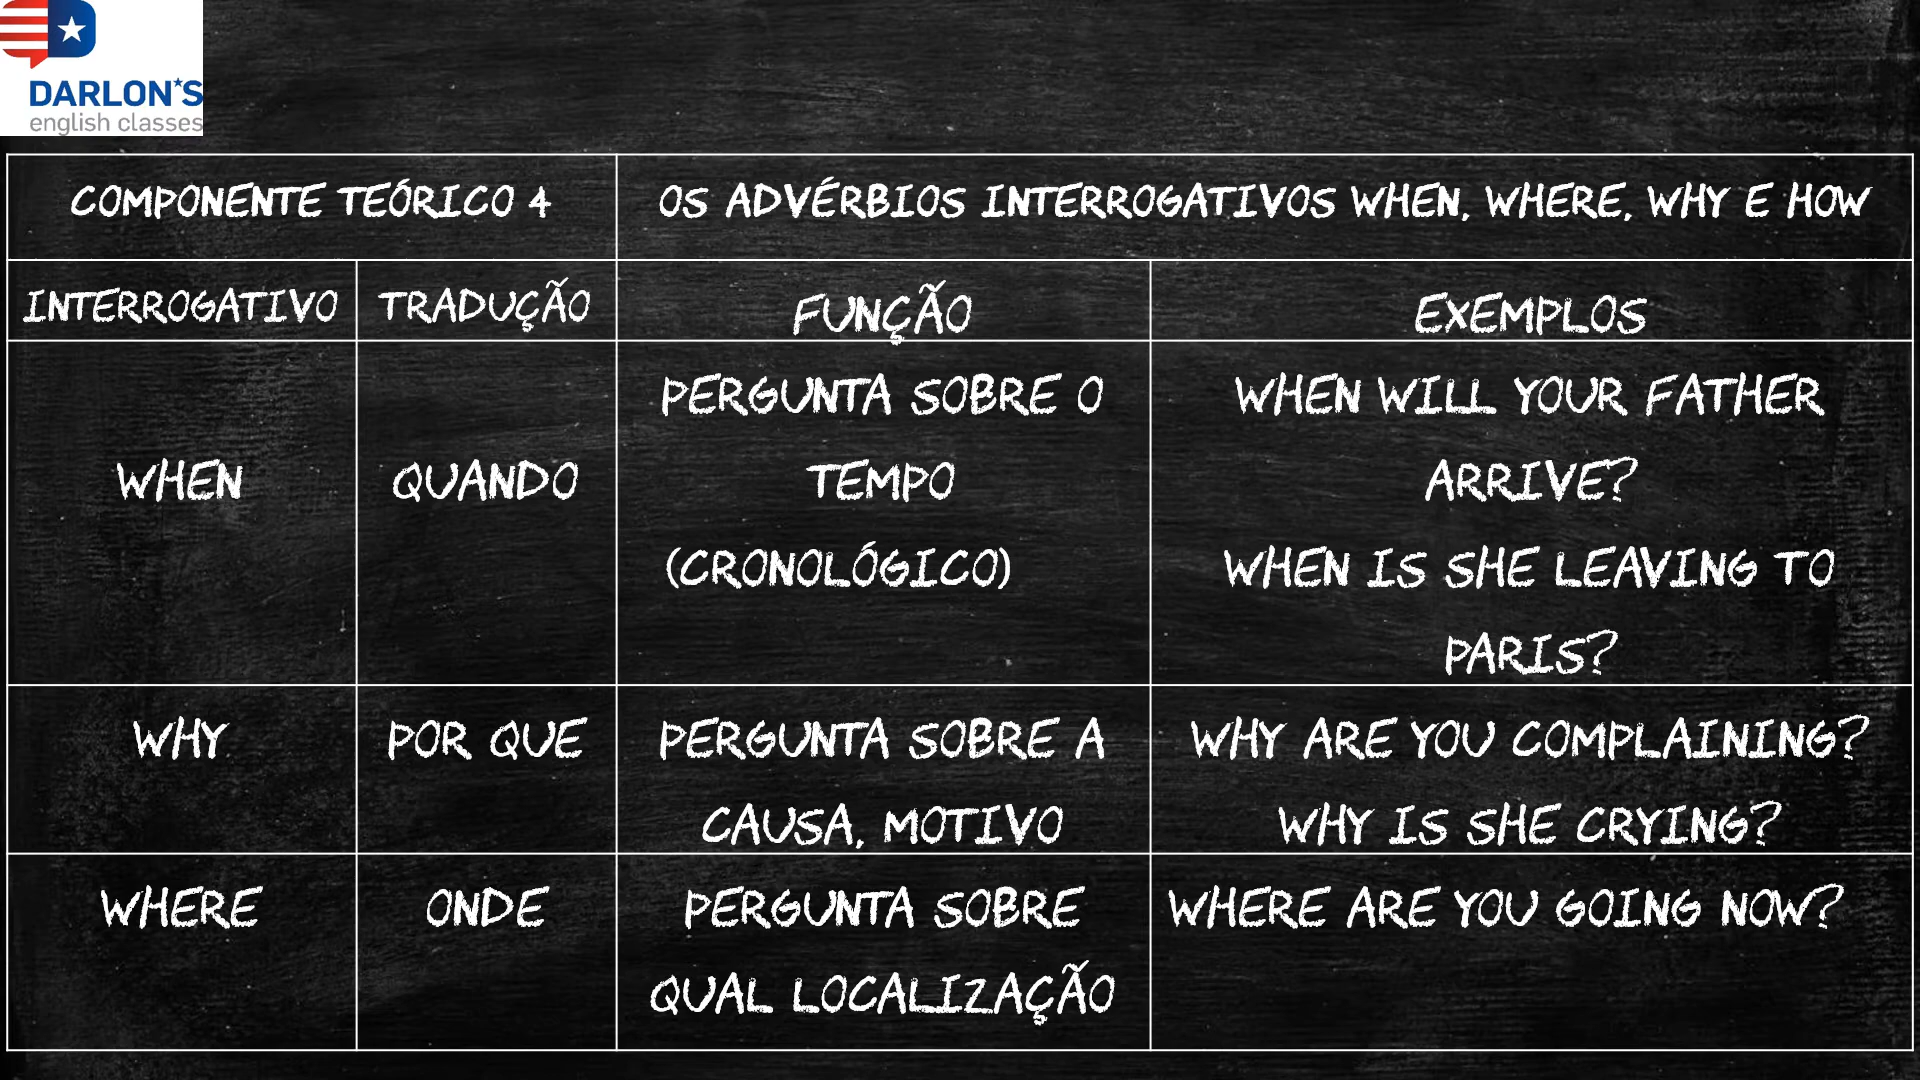 DARLON'S
english classes
COMPONENTE TEÓRICO 4
OS ADVÉRBIOS INTERROGATIVOS WHEN, WHERE, WHY E HOW
INTERROGATIVO
TRADUÇÃO
FUNÇÃO
EXEMPLOS
WHEN
QUANDO
PERGUNTA SOBRE O
TEMPO
(CRONOLÓGICO)
WHEN WILL YOUR FATHER
ARRIVE?
WHEN IS SHE LEAVING TO
PARIS?
WHY
POR QUE
PERGUNTA SOBRE A
CAUSA, MOTIVO
WHY ARE YOU COMPLAINING?
WHY IS SHE CRYING?
WHERE
ONDE
PERGUNTA SOBRE
QUAL LOCALIZAÇÃO
WHERE ARE YOU GOING NOW?